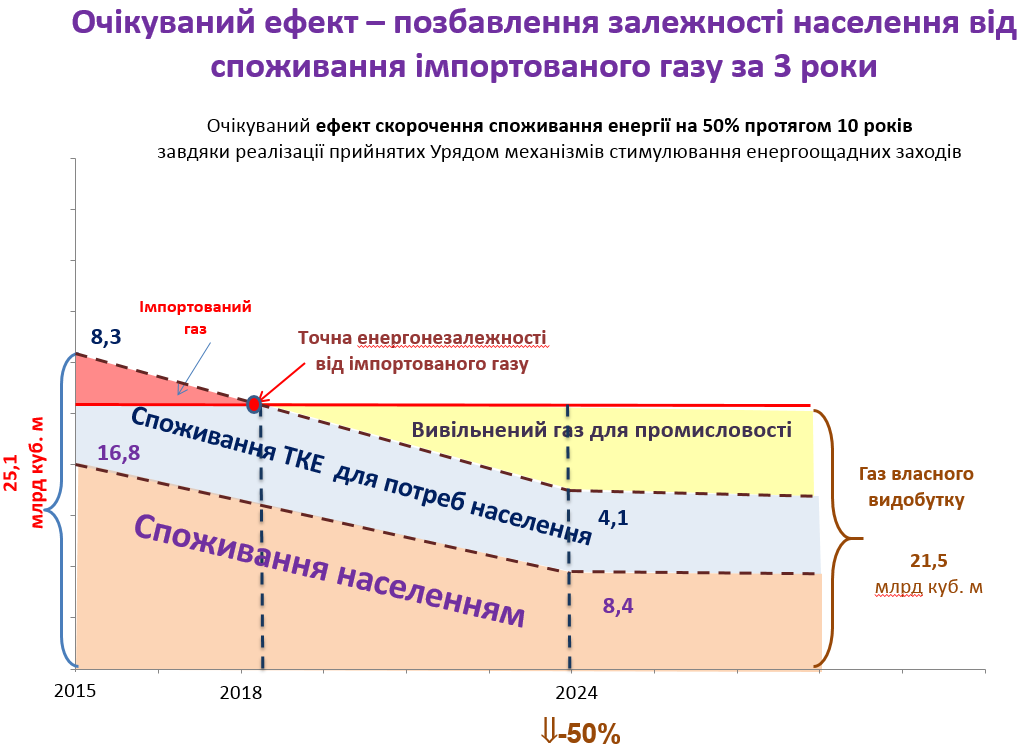 Очікуваний ефект – позбавлення залежності населення від
споживання імпортованого газу за 3 роки
Очікуваний ефект скорочення споживання енергії на 50% протягом 10 років
завдяки реалізації прийнятих Урядом механізмів стимулювання енергоощадних заходів
Імпортований
газ
8,3
Точна енергонезалежності
від імпортованого газу
Споживання ТКЕ для потреб населення
Вивільнений газ для промисловості
16,8
25,1
млрд куб. м
Газ власного
видобутку
4,1
Споживання населенням
21,5
млрд куб. м
8,4
2015
2018
2024
⇓-50%